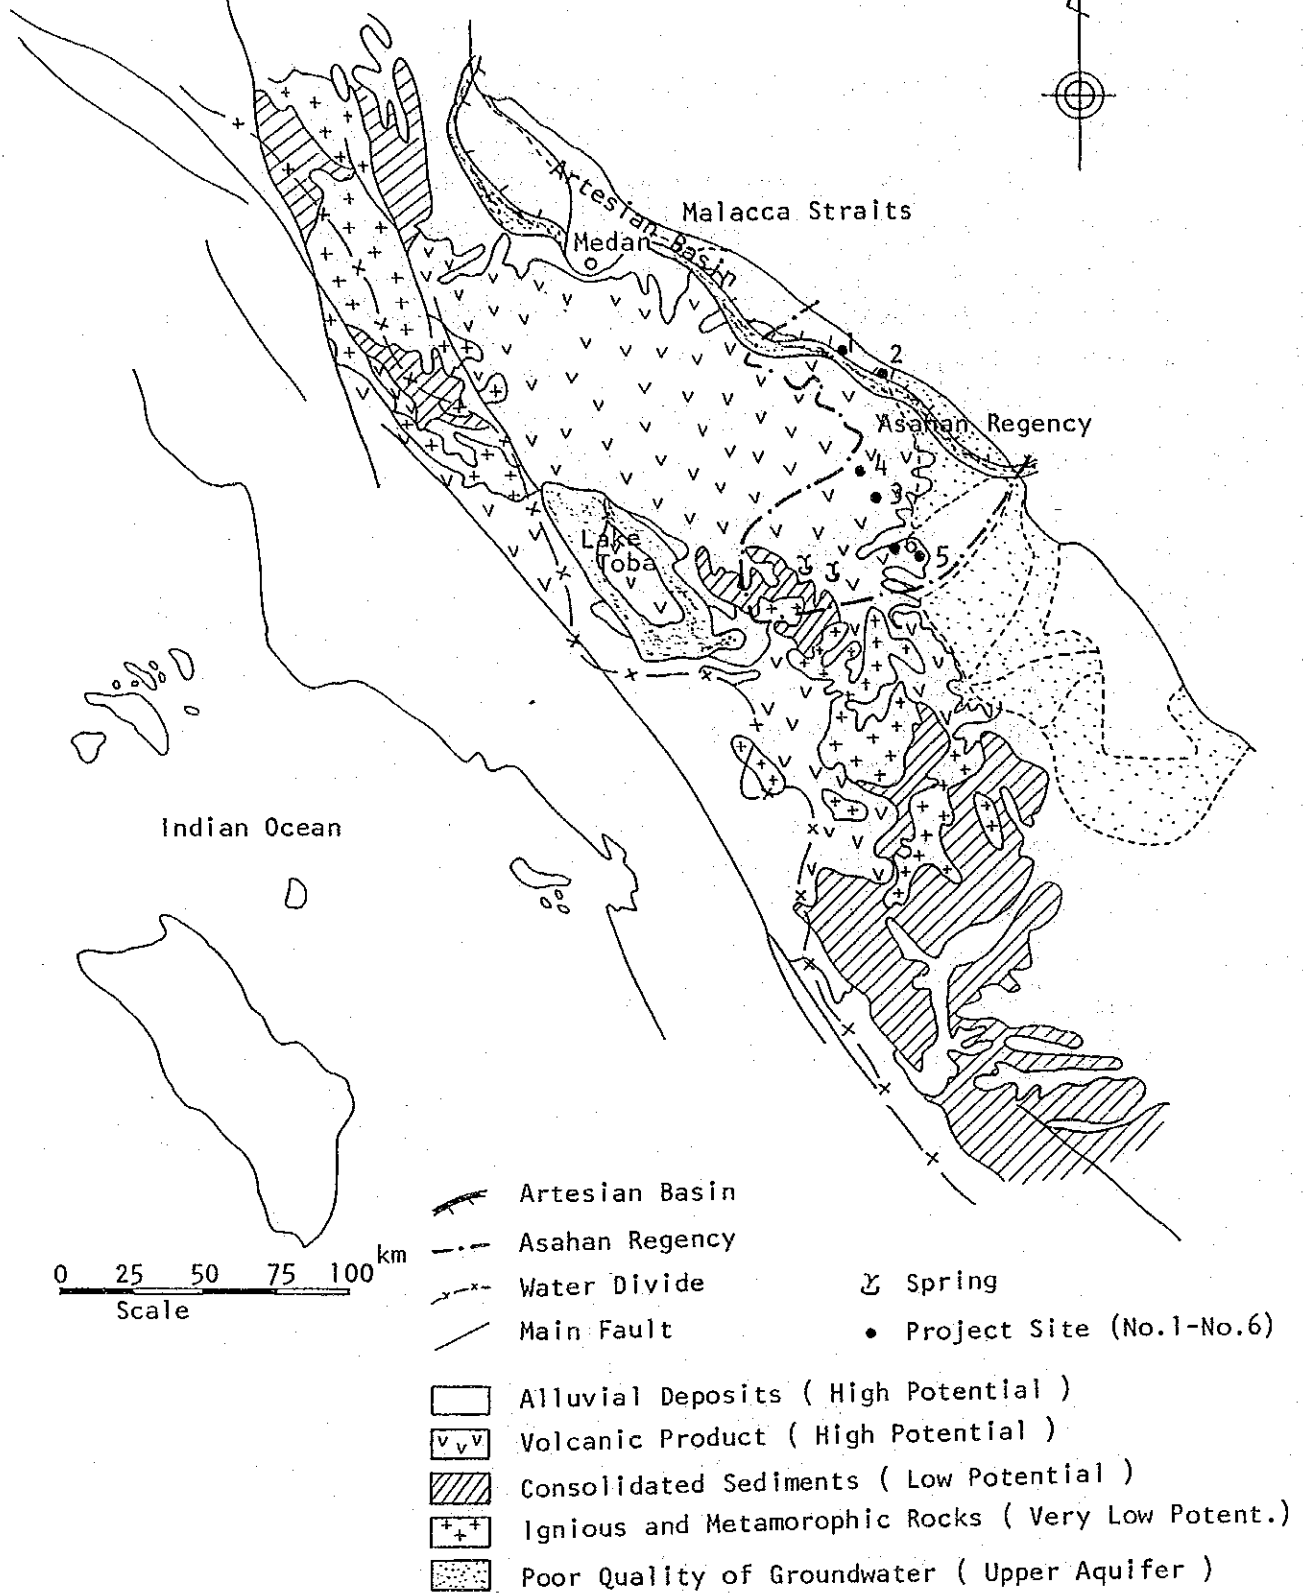 Malacca Straits
Artesian Basin
Medan
1
2
Asahan Regency
4
3
6
5
Lake
Toba
Indian Ocean
Artesian Basin
Asahan Regency
Water Divide
Main Fault
Spring
Project Site (No.1-No.6)
km
0 25 50 75 100
Scale
Alluvial Deposits ( High Potential )
Volcanic Product ( High Potential )
Consolidated Sediments ( Low Potential )
Ignious and Metamorophic Rocks ( Very Low Potent.)
Poor Quality of Groundwater ( Upper Aquifer )